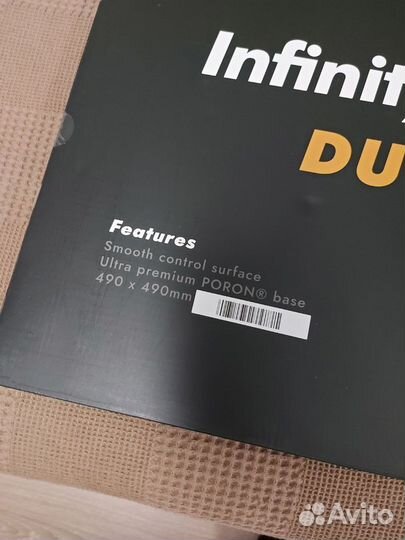 Infinity
DU
Features
Smooth control surface
Ultra premium PORON® base
490 x 490mm
Avito